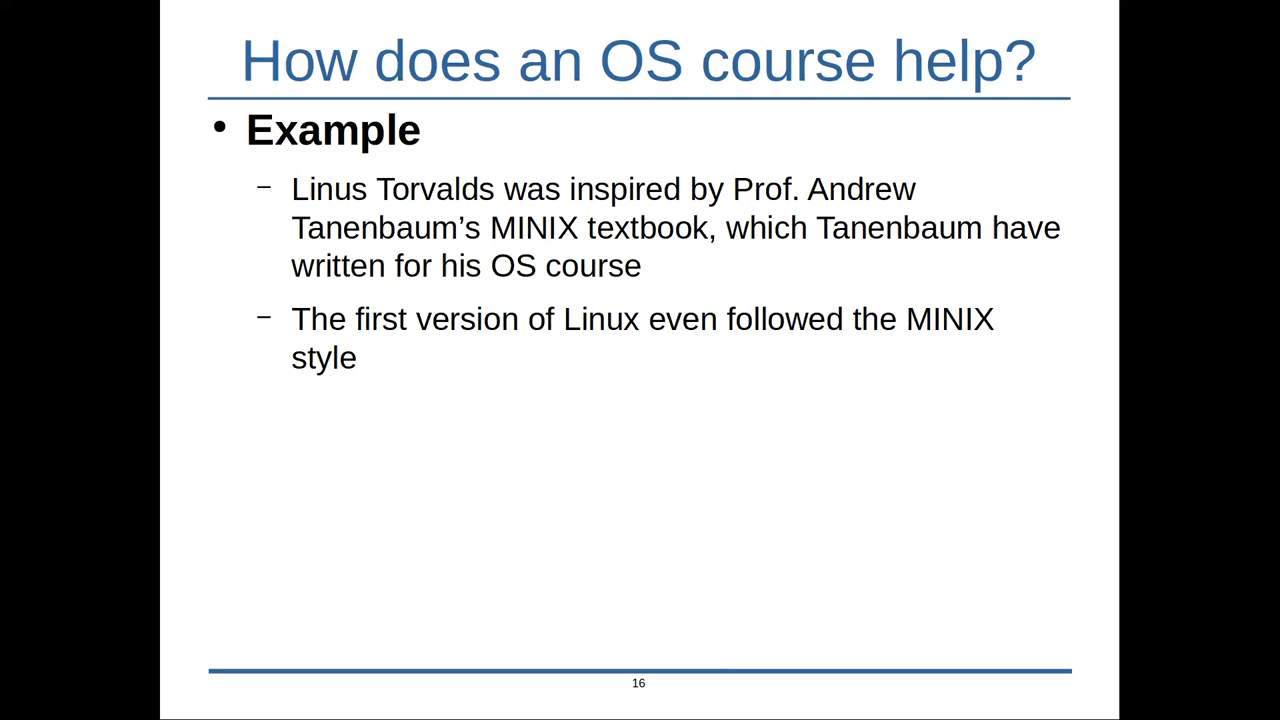 How does an OS course help?
• Example
– Linus Torvalds was inspired by Prof. Andrew
Tanenbaum’s MINIX textbook, which Tanenbaum have
written for his OS course
– The first version of Linux even followed the MINIX
style
16